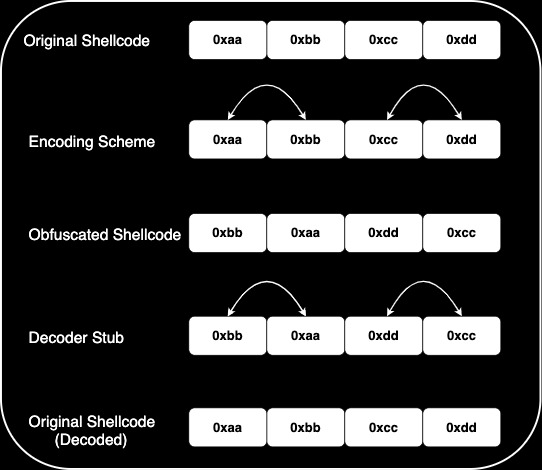 Original Shellcode 0xaa 0xbb 0xcc 0xdd
Encoding Scheme 0xaa 0xbb 0xcc 0xdd
Obfuscated Shellcode 0xbb 0xaa 0xdd 0xcc
Decoder Stub 0xbb 0xaa 0xdd 0xcc
Original Shellcode 0xaa 0xbb 0xcc 0xdd
(Decoded)